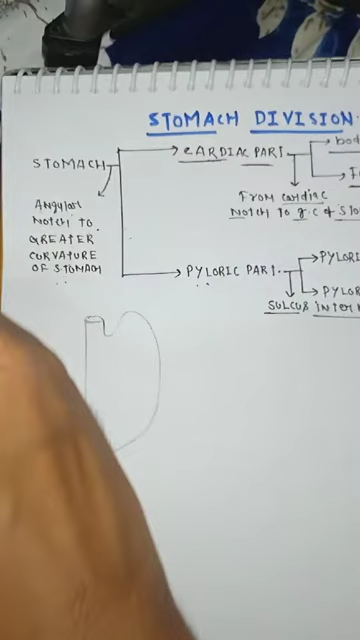 STOMACH DIVISION
STOMACH
CARDIAC PART
ANGULAR
NOTCH TO
GREATER
CURVATURE
OF STOMACH
FROM CARDIAC
NOTCH TO g.c of
PYLORIC PART
SULCUS